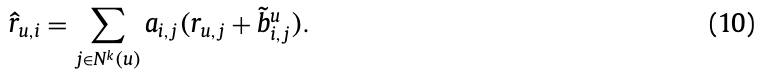 r̂_{u,i} = ∑_{j∈N^k(u)} a_{i,j}(r_{u,j} + b̃^u_{i,j}). (10)